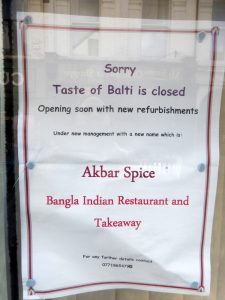 Sorry
Taste of Balti is closed
Opening soon with new refurbishments
Under new management with a new name which is:
Akbar Spice
Bangla Indian Restaurant and
Takeaway
For any further details contact